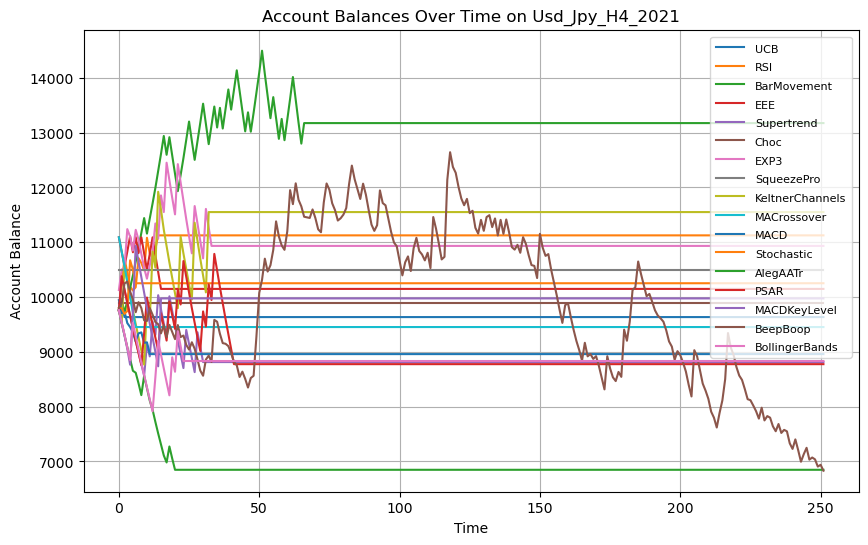 Account Balances Over Time on Usd_Jpy_H4_2021
Account Balance
14000
13000
12000
11000
10000
9000
8000
7000
0
50
100
150
200
250
Time
UCB
RSI
BarMovement
EEE
Supertrend
Choc
EXP3
SqueezePro
KeltnerChannels
MACrossover
MACD
Stochastic
AlegAATr
PSAR
MACDKeyLevel
BeepBoop
BollingerBands